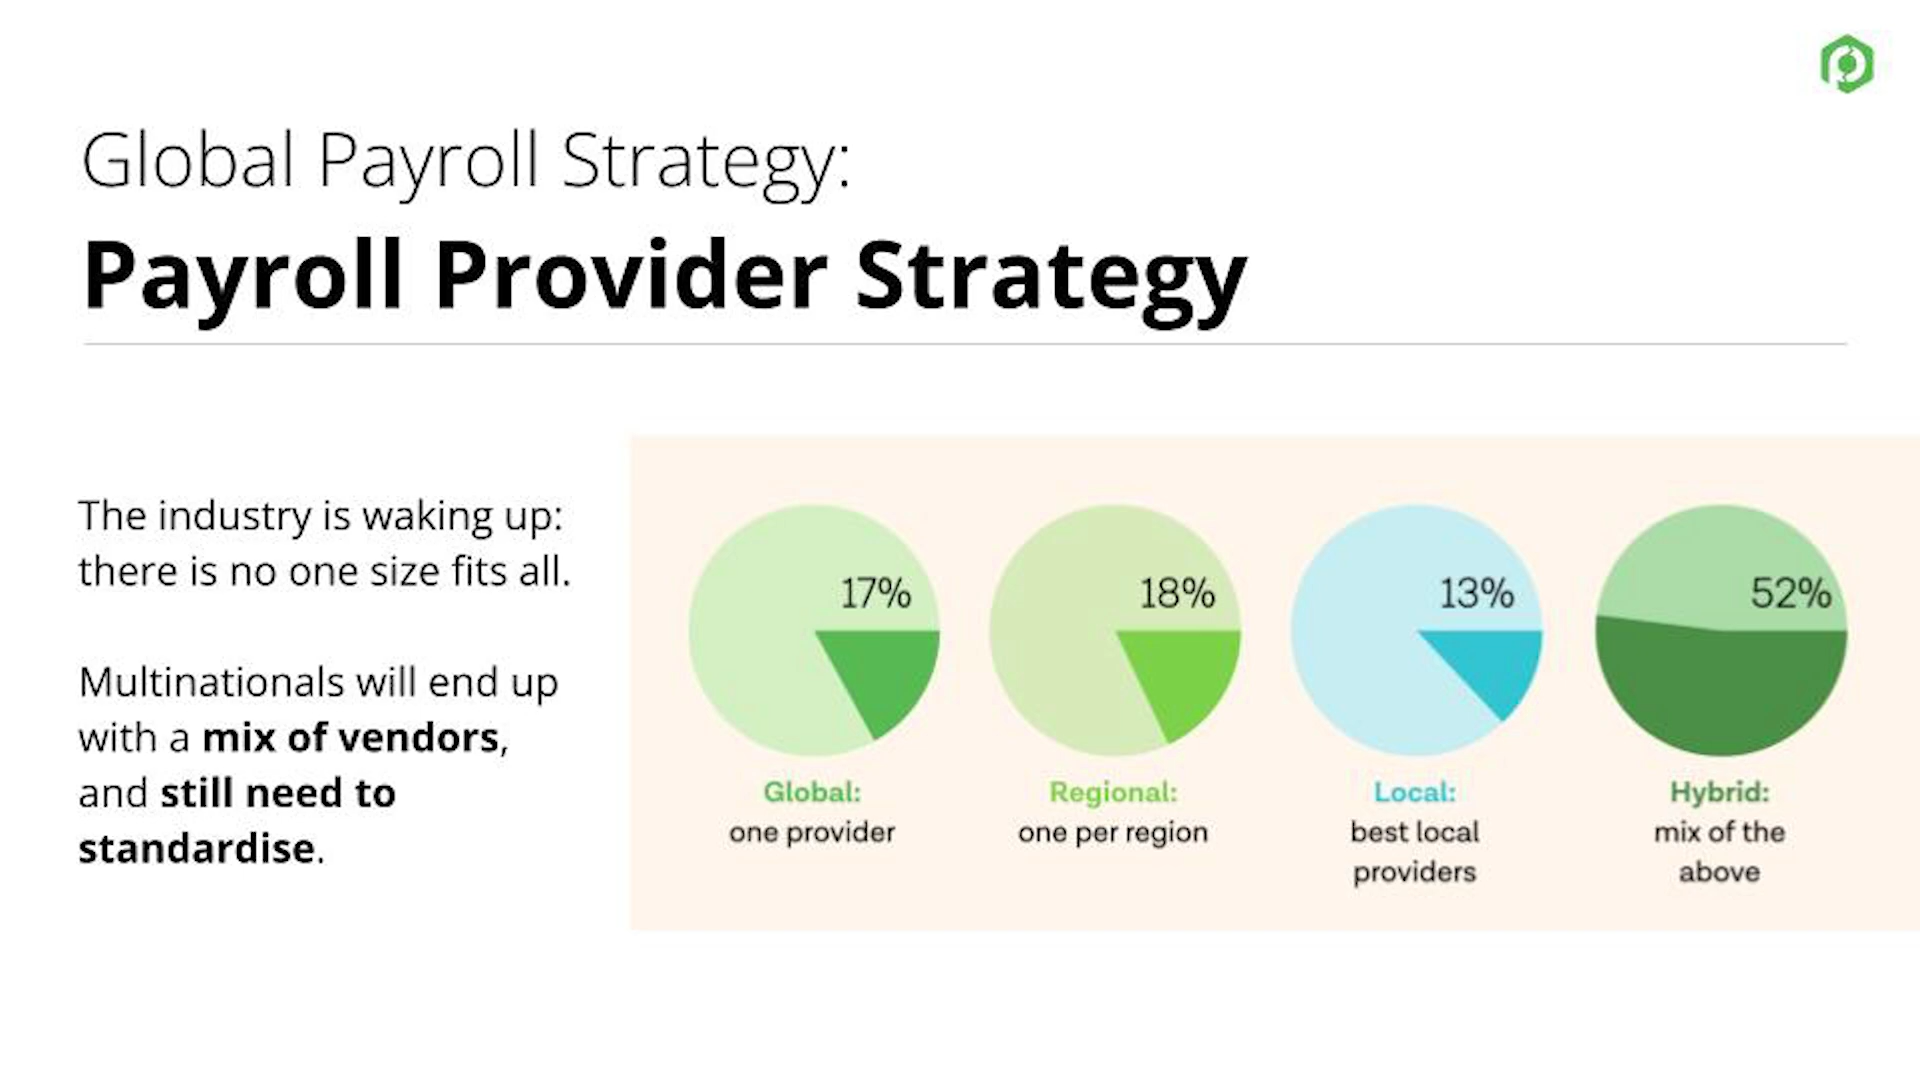 Global Payroll Strategy:
Payroll Provider Strategy
The industry is waking up:
there is no one size fits all.
Multinationals will end up
with a mix of vendors,
and still need to
standardise.
17%
Global:
one provider
18%
Regional:
one per region
13%
Local:
best local
providers
52%
Hybrid:
mix of the
above